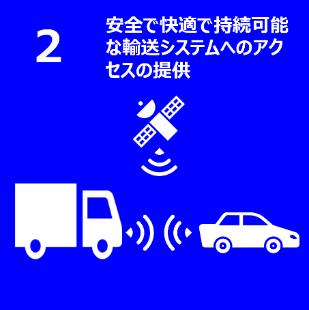 2
安全で快適で持続可能
な輸送システムへのアク
セスの提供